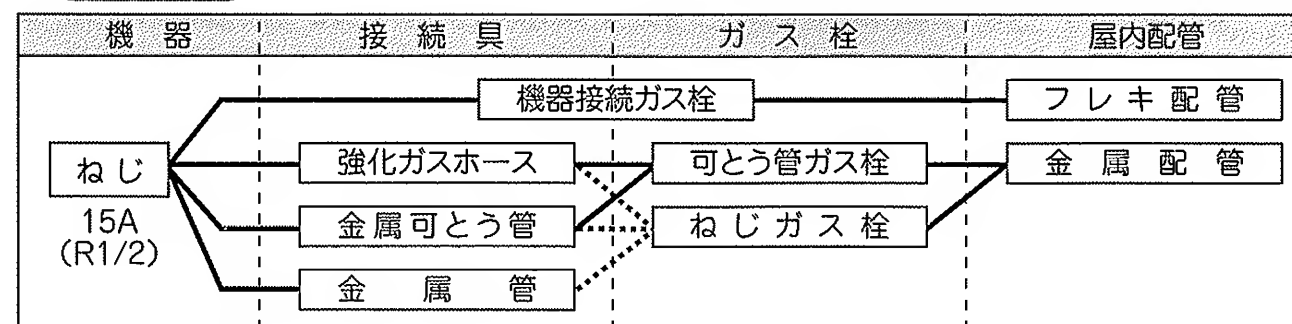 機器 接続具 ガス栓 屋内配管
機器接続ガス栓 フレキ配管
ねじ 強化ガスホース 可とう管ガス栓 金属配管
15A 金属可とう管 ねじガス栓
(R1/2)
金属管